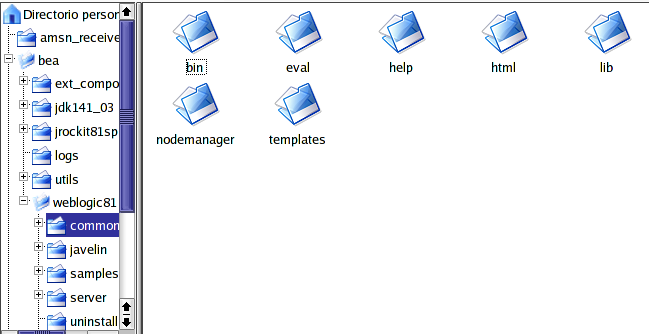 Directorio person
amsn_receive
bea
ext_compo
jdk141_03
jrockit81sp
logs
utils
weblogic81
common
javelin
samples
server
uninstall
bin eval help html lib
nodemanager templates